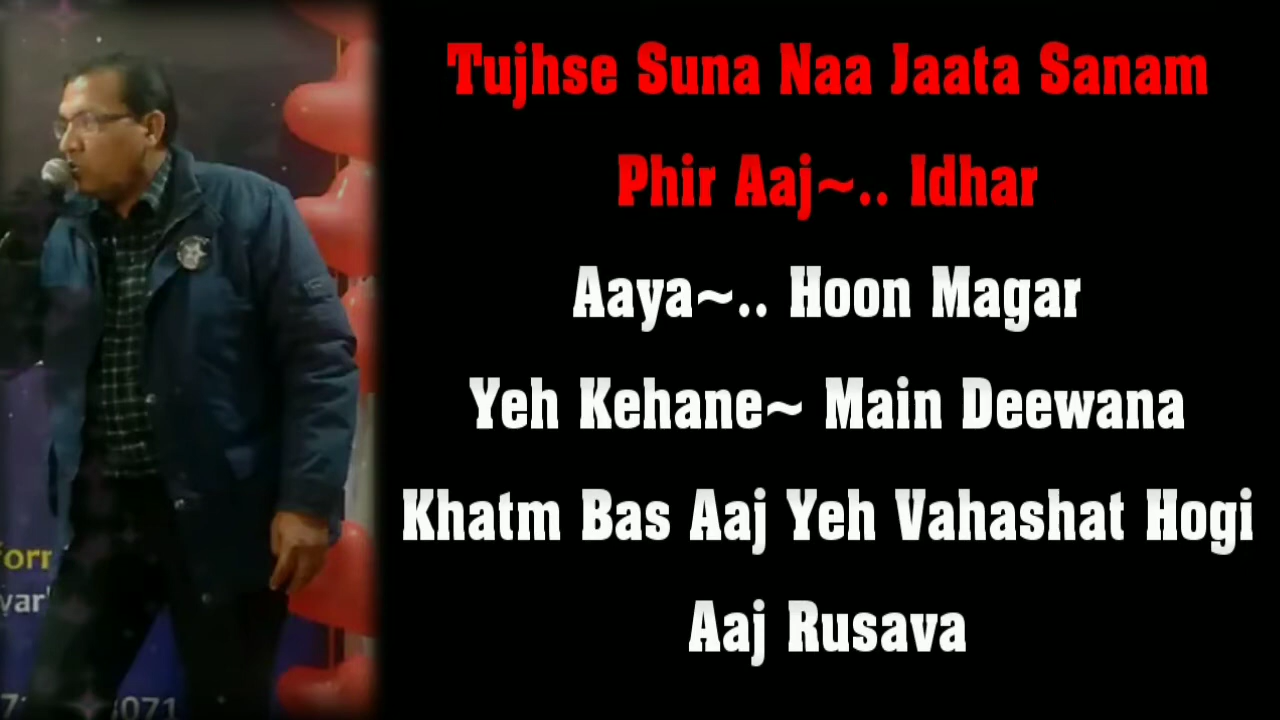 Tujhse Suna Naa Jaata Sanam
Phir Aaj~.. Idhar
Aaya~.. Hoon Magar
Yeh Kehane~ Main Deewana
Khatm Bas Aaj Yeh Vahashat Hogi
Aaj Rusava